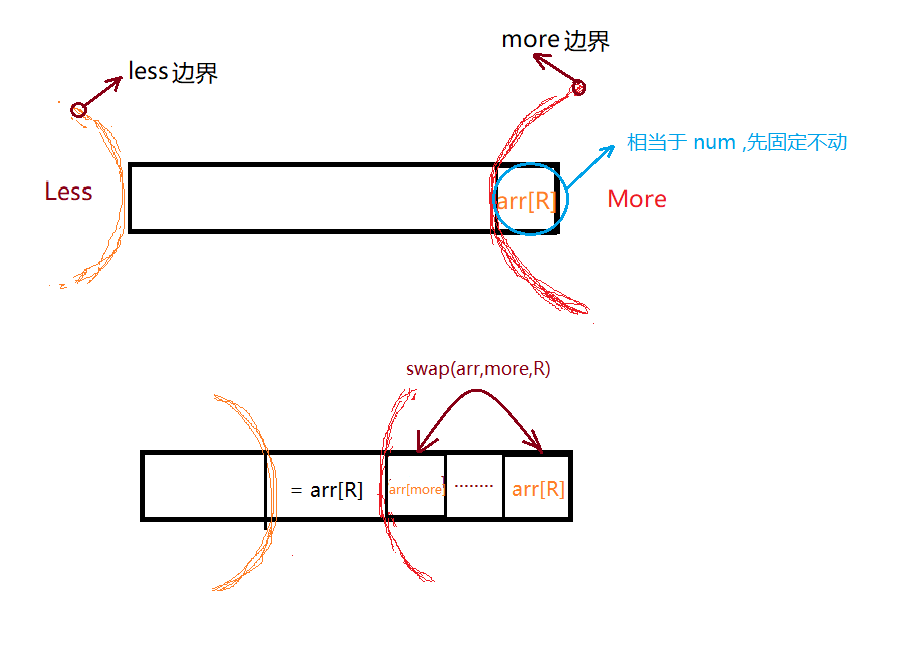 more边界
less边界
相当于 num ,先固定不动
Less
arr[R]
More
swap(arr,more,R)
= arr[R]
arr[more]
........
arr[R]